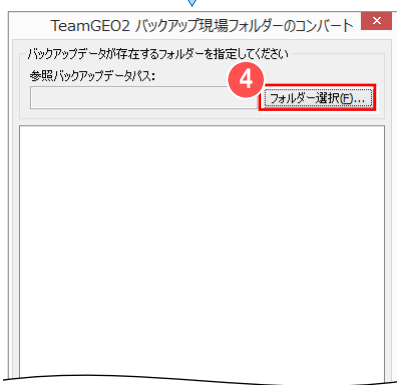 TeamGEO2 バックアップ現場フォルダーのコンバート
バックアップデータが存在するフォルダーを指定してください
参照バックアップデータパス:
4
フォルダー選択(F)...